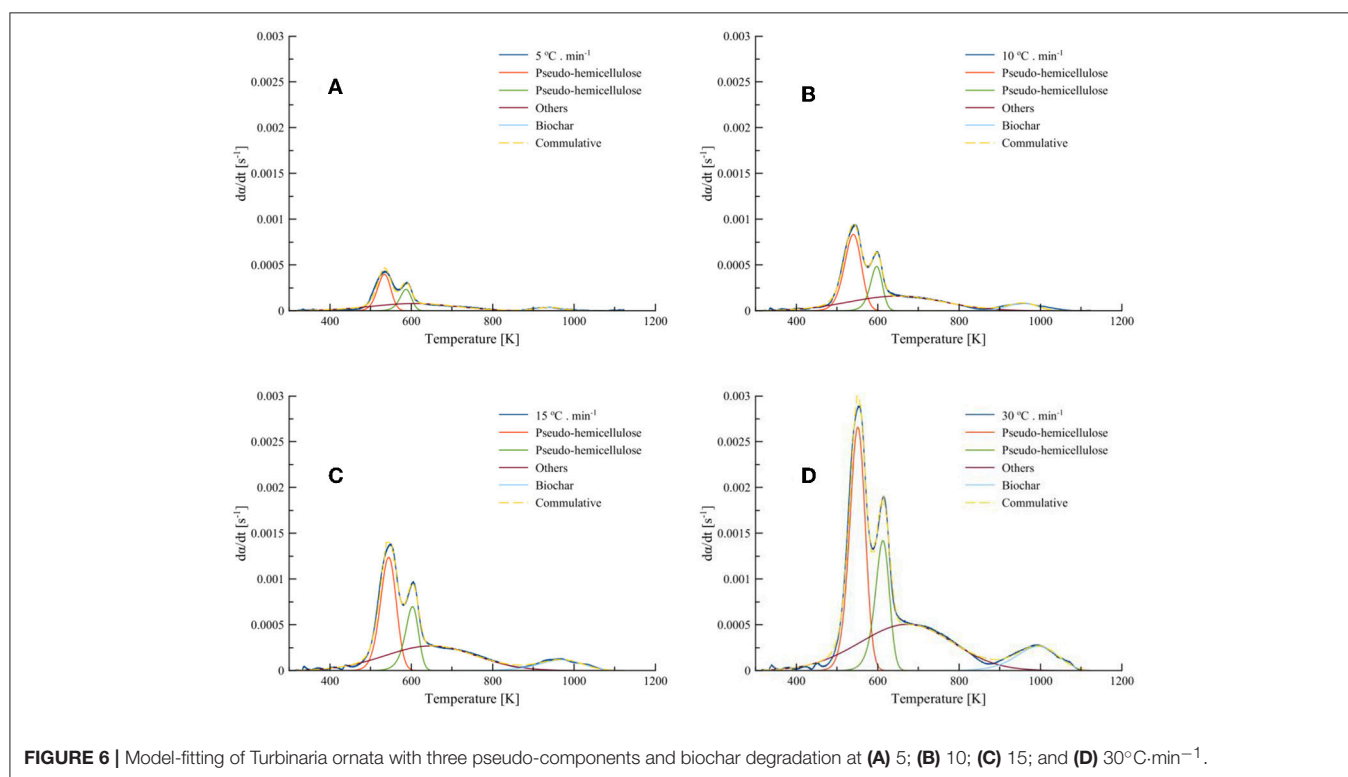 0.003
0.0025
0.002
0.0015
0.001
0.0005
0
dα/dt [s⁻¹]
A
5 ºC . min⁻¹
Pseudo-hemicellulose
Pseudo-hemicellulose
Others
Biochar
Commulative
400 600 800 1000 1200
Temperature [K]
0.003
0.0025
0.002
0.0015
0.001
0.0005
0
dα/dt [s⁻¹]
B
10 ºC . min⁻¹
Pseudo-hemicellulose
Pseudo-hemicellulose
Others
Biochar
Commulative
400 600 800 1000 1200
Temperature [K]
0.003
0.0025
0.002
0.0015
0.001
0.0005
0
dα/dt [s⁻¹]
C
15 ºC . min⁻¹
Pseudo-hemicellulose
Pseudo-hemicellulose
Others
Biochar
Commulative
400 600 800 1000 1200
Temperature [K]
0.003
0.0025
0.002
0.0015
0.001
0.0005
0
dα/dt [s⁻¹]
D
30 ºC . min⁻¹
Pseudo-hemicellulose
Pseudo-hemicellulose
Others
Biochar
Commulative
400 600 800 1000 1200
Temperature [K]
FIGURE 6 | Model-fitting of Turbinaria ornata with three pseudo-components and biochar degradation at (A) 5; (B) 10; (C) 15; and (D) 30°C·min⁻¹.